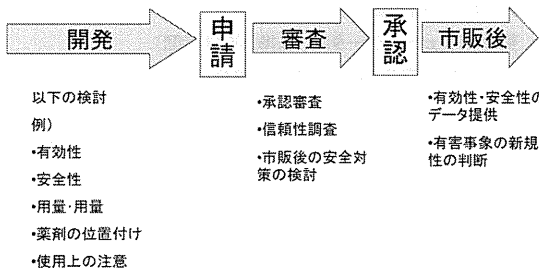 開発
申請
審査
承認
市販後
以下の検討
例）
•有効性
•安全性
•用量・用量
•薬剤の位置付け
•使用上の注意
•承認審査
•信頼性調査
•市販後の安全対
策の検討
•有効性・安全性の
データ提供
•有害事象の新規
性の判断